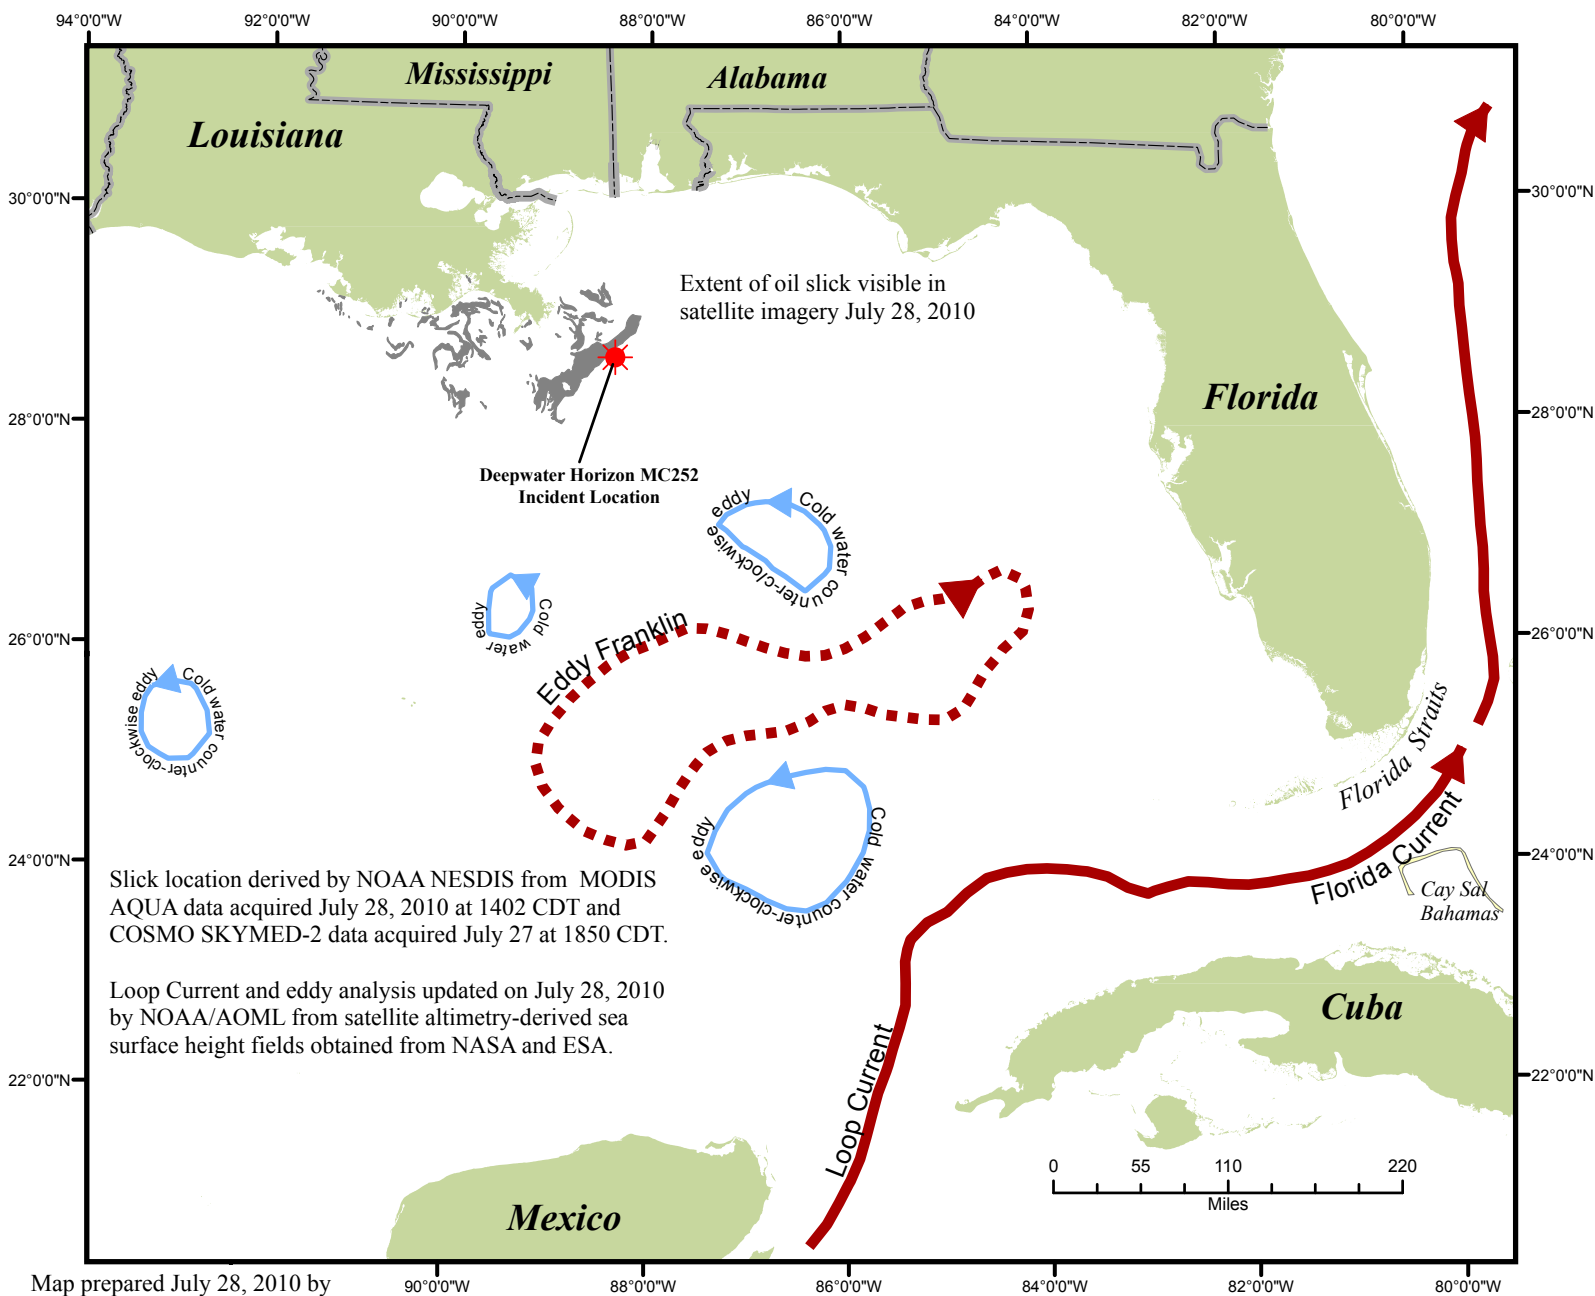 94°0'0"W 92°0'0"W 90°0'0"W 88°0'0"W 86°0'0"W 84°0'0"W 82°0'0"W 80°0'0"W
Mississippi
Alabama
Louisiana
30°0'0"N
30°0'0"N
Extent of oil slick visible in
satellite imagery July 28, 2010
Florida
28°0'0"N
28°0'0"N
Deepwater Horizon MC252
Incident Location
Cold water counter-clockwise eddy
Cold water eddy
Eddy Franklin
26°0'0"N
26°0'0"N
Cold water counter-clockwise eddy
Florida Straits
Cold water counter-clockwise eddy
Florida Current
24°0'0"N
24°0'0"N
Cay Sal
Bahamas
Slick location derived by NOAA NESDIS from MODIS
AQUA data acquired July 28, 2010 at 1402 CDT and
COSMO SKYMED-2 data acquired July 27 at 1850 CDT.
Loop Current and eddy analysis updated on July 28, 2010
by NOAA/AOML from satellite altimetry-derived sea
surface height fields obtained from NASA and ESA.
Cuba
Loop Current
22°0'0"N
22°0'0"N
0 55 110 220
Miles
Mexico
Map prepared July 28, 2010 by
90°0'0"W 88°0'0"W 86°0'0"W 84°0'0"W 82°0'0"W 80°0'0"W